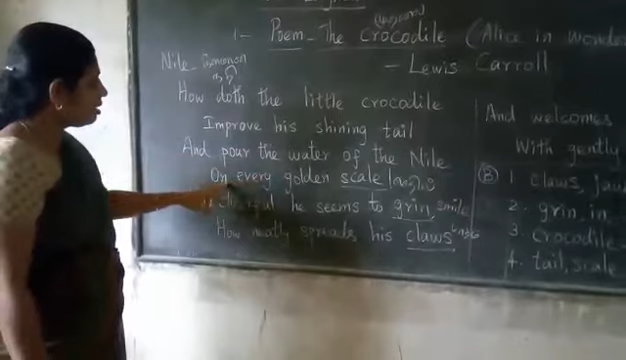 1- Poem - The Crocodile (Alice in wonder
- Lewis Carroll
Nile -
How doth the little crocodile
Improve his shining tail
And pour the water of the Nile
On every golden scale
he seems to grin, smile
How neatly spreads his claws
And welcomes
With gently
B 1 claws, jaw
2. grin, in
3. crocodile
4. tail, scale